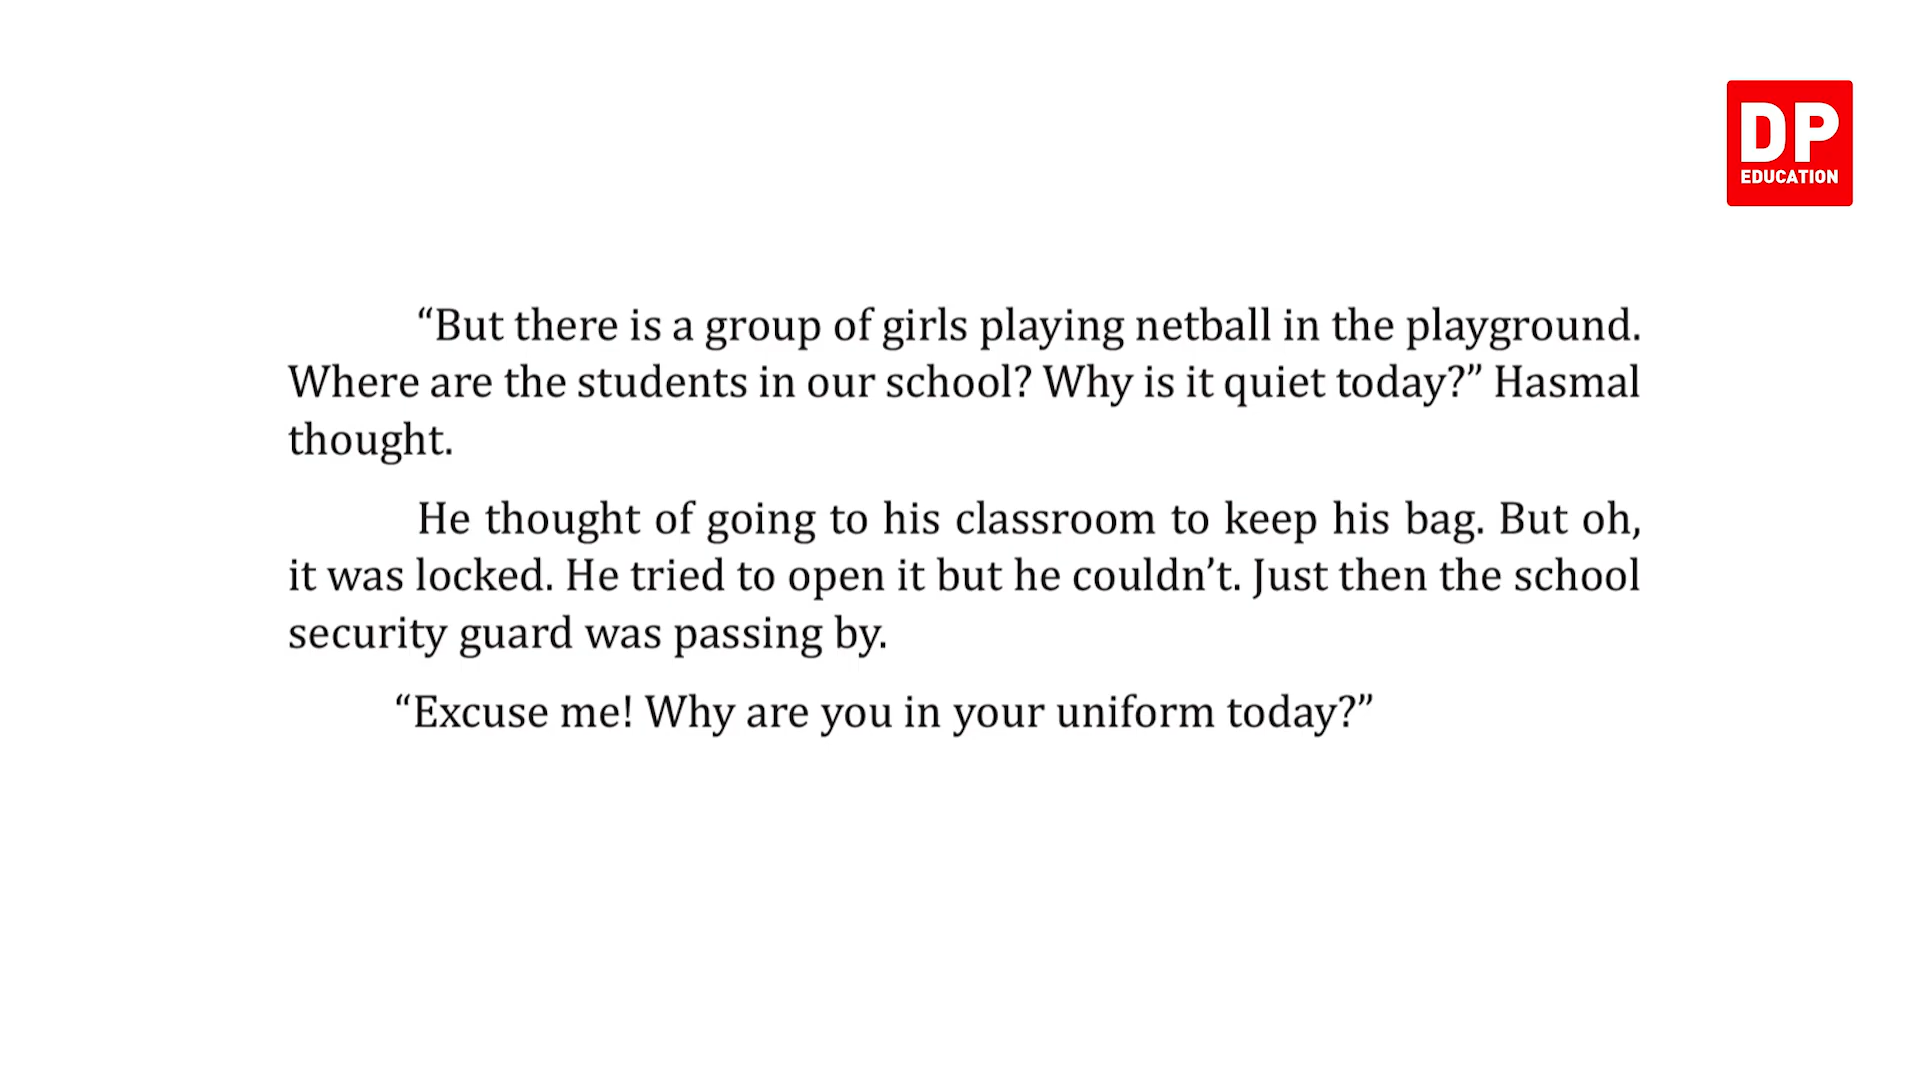 DP
EDUCATION
“But there is a group of girls playing netball in the playground.
Where are the students in our school? Why is it quiet today?” Hasmal
thought.
He thought of going to his classroom to keep his bag. But oh,
it was locked. He tried to open it but he couldn’t. Just then the school
security guard was passing by.
“Excuse me! Why are you in your uniform today?”